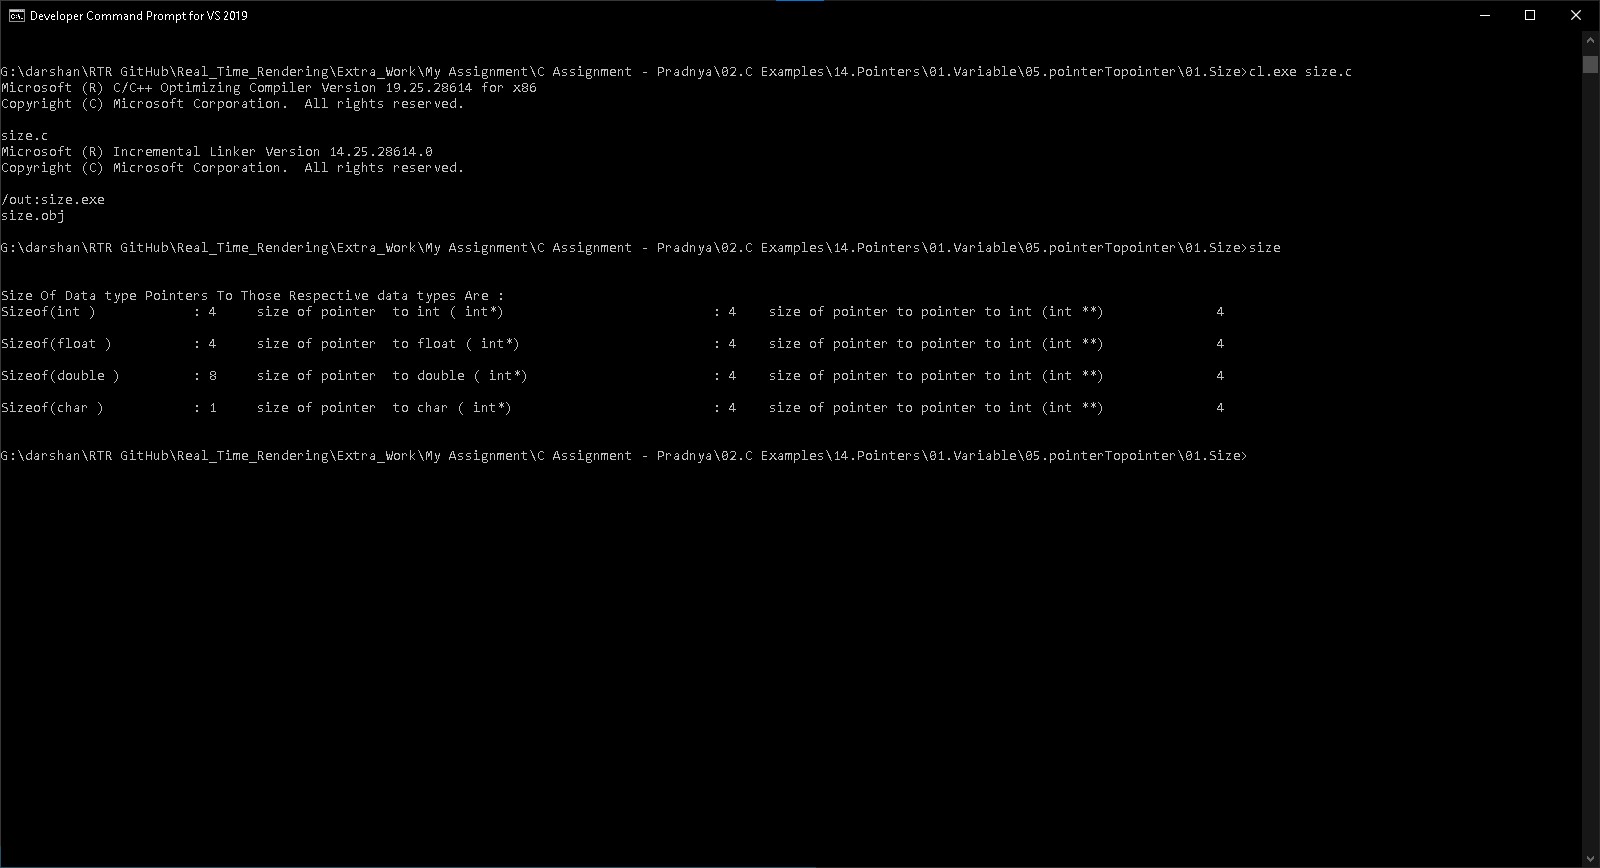 Developer Command Prompt for VS 2019
G:\darshan\RTR GitHub\Real_Time_Rendering\Extra_Work\My Assignment\C Assignment - Pradnya\02.C Examples\14.Pointers\01.Variable\05.pointerTopointer\01.Size>cl.exe size.c
Microsoft (R) C/C++ Optimizing Compiler Version 19.25.28614 for x86
Copyright (C) Microsoft Corporation.  All rights reserved.
size.c
Microsoft (R) Incremental Linker Version 14.25.28614.0
Copyright (C) Microsoft Corporation.  All rights reserved.
/out:size.exe
size.obj
G:\darshan\RTR GitHub\Real_Time_Rendering\Extra_Work\My Assignment\C Assignment - Pradnya\02.C Examples\14.Pointers\01.Variable\05.pointerTopointer\01.Size>size
Size Of Data type Pointers To Those Respective data types Are :
Sizeof(int )            : 4     size of pointer  to int ( int*)                          : 4    size of pointer to pointer to int (int **)              4
Sizeof(float )          : 4     size of pointer  to float ( int*)                        : 4    size of pointer to pointer to int (int **)              4
Sizeof(double )         : 8     size of pointer  to double ( int*)                       : 4    size of pointer to pointer to int (int **)              4
Sizeof(char )           : 1     size of pointer  to char ( int*)                         : 4    size of pointer to pointer to int (int **)              4
G:\darshan\RTR GitHub\Real_Time_Rendering\Extra_Work\My Assignment\C Assignment - Pradnya\02.C Examples\14.Pointers\01.Variable\05.pointerTopointer\01.Size>